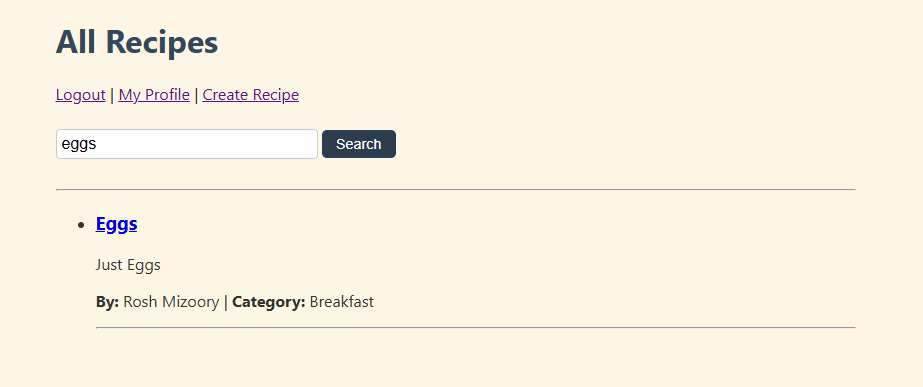 All Recipes
Logout | My Profile | Create Recipe
eggs Search
Eggs
Just Eggs
By: Rosh Mizoory | Category: Breakfast